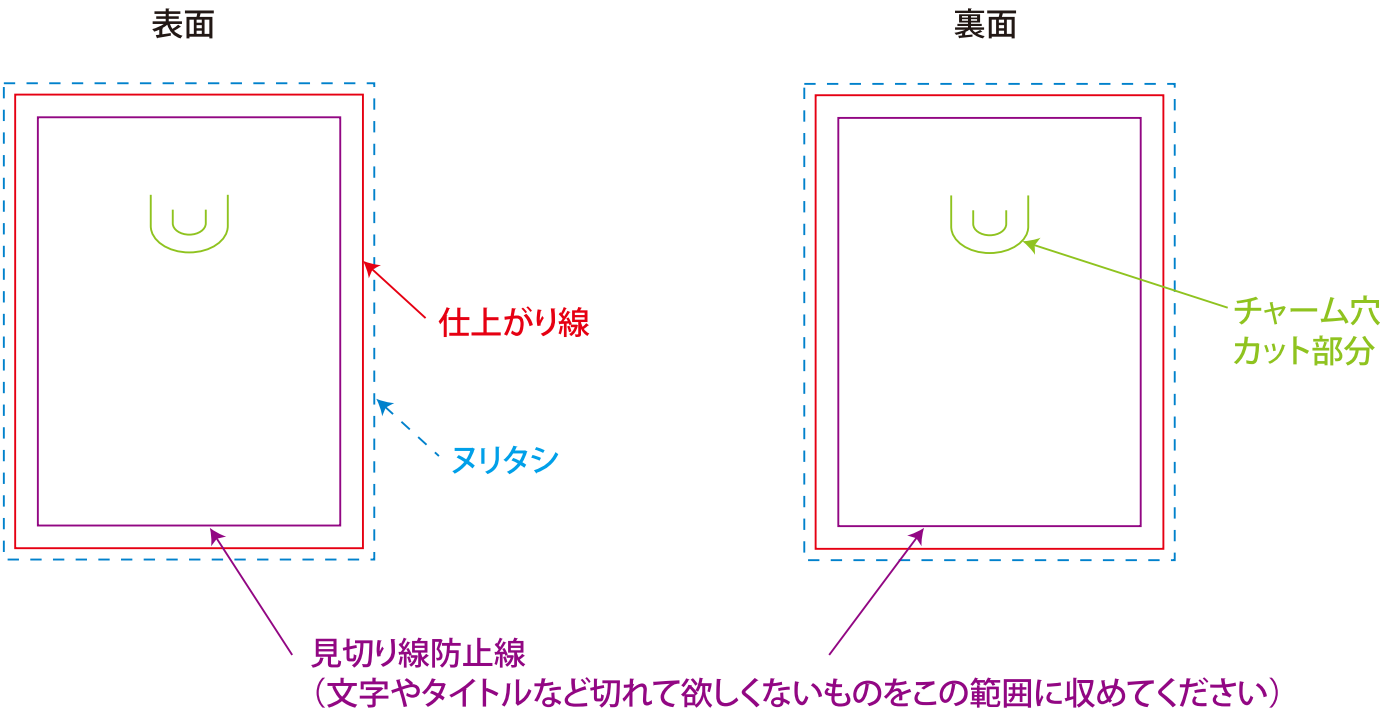 表面
裏面
仕上がり線
チャーム穴
カット部分
ヌリタシ
見切り線防止線
（文字やタイトルなど切れて欲しくないものをこの範囲に収めてください）